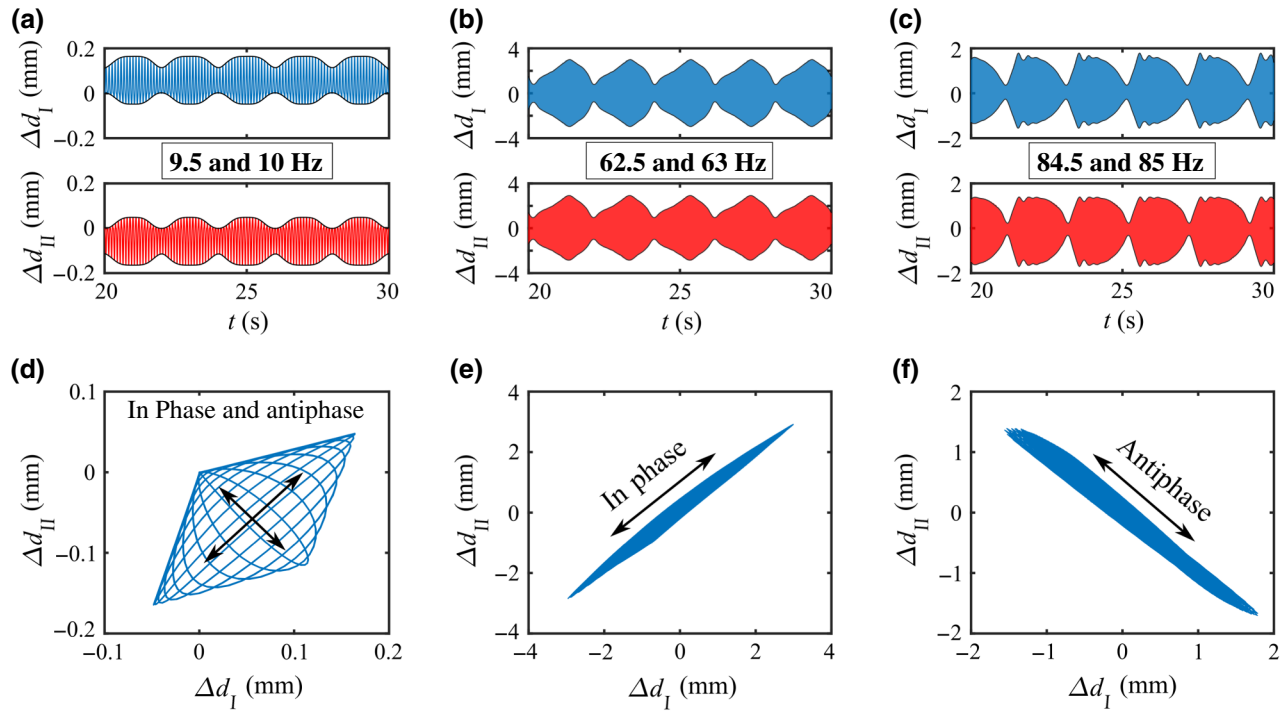 (a)
0.2
0
−0.2
Δd_I (mm)
9.5 and 10 Hz
0.2
0
−0.2
Δd_II (mm)
20 25 30
t (s)
(b)
4
0
−4
Δd_I (mm)
62.5 and 63 Hz
4
0
−4
Δd_II (mm)
20 25 30
t (s)
(c)
2
0
−2
Δd_I (mm)
84.5 and 85 Hz
2
0
−2
Δd_II (mm)
20 25 30
t (s)
(d)
In Phase and antiphase
0.1
0
−0.1
−0.2
Δd_II (mm)
−0.1 0 0.1 0.2
Δd_I (mm)
(e)
In phase
4
2
0
−2
−4
Δd_II (mm)
−4 −2 0 2 4
Δd_I (mm)
(f)
Antiphase
2
1
0
−1
−2
Δd_II (mm)
−2 −1 0 1 2
Δd_I (mm)